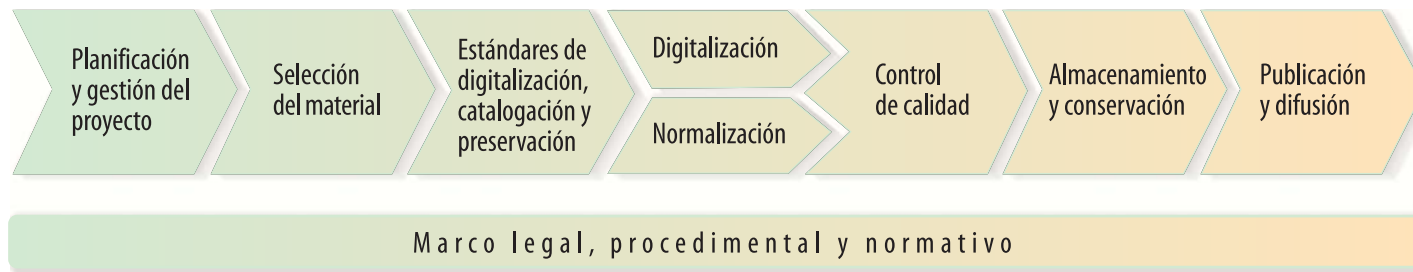 Planificación
y gestión del
proyecto
Selección
del material
Estándares de
digitalización,
catalogación y
preservación
Digitalización
Normalización
Control
de calidad
Almacenamiento
y conservación
Publicación
y difusión
Marco legal, procedimental y normativo